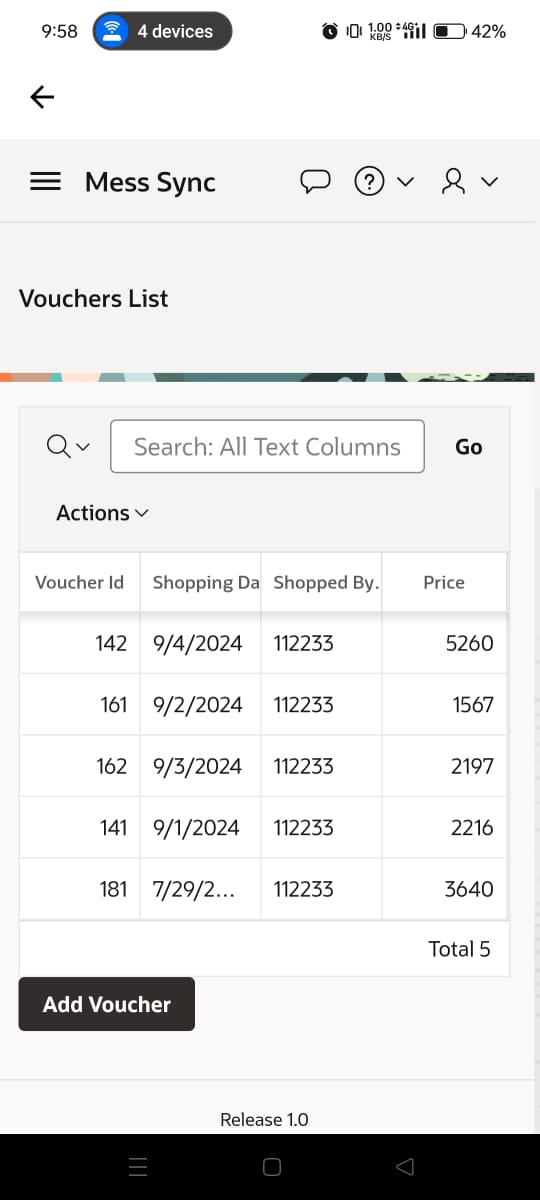 9:58 4 devices 1.00 KB/S 4G 42%
Mess Sync ?
Vouchers List
Search: All Text Columns Go
Actions
Voucher Id Shopping Da Shopped By. Price
142 9/4/2024 112233 5260
161 9/2/2024 112233 1567
162 9/3/2024 112233 2197
141 9/1/2024 112233 2216
181 7/29/2... 112233 3640
Total 5
Add Voucher
Release 1.0